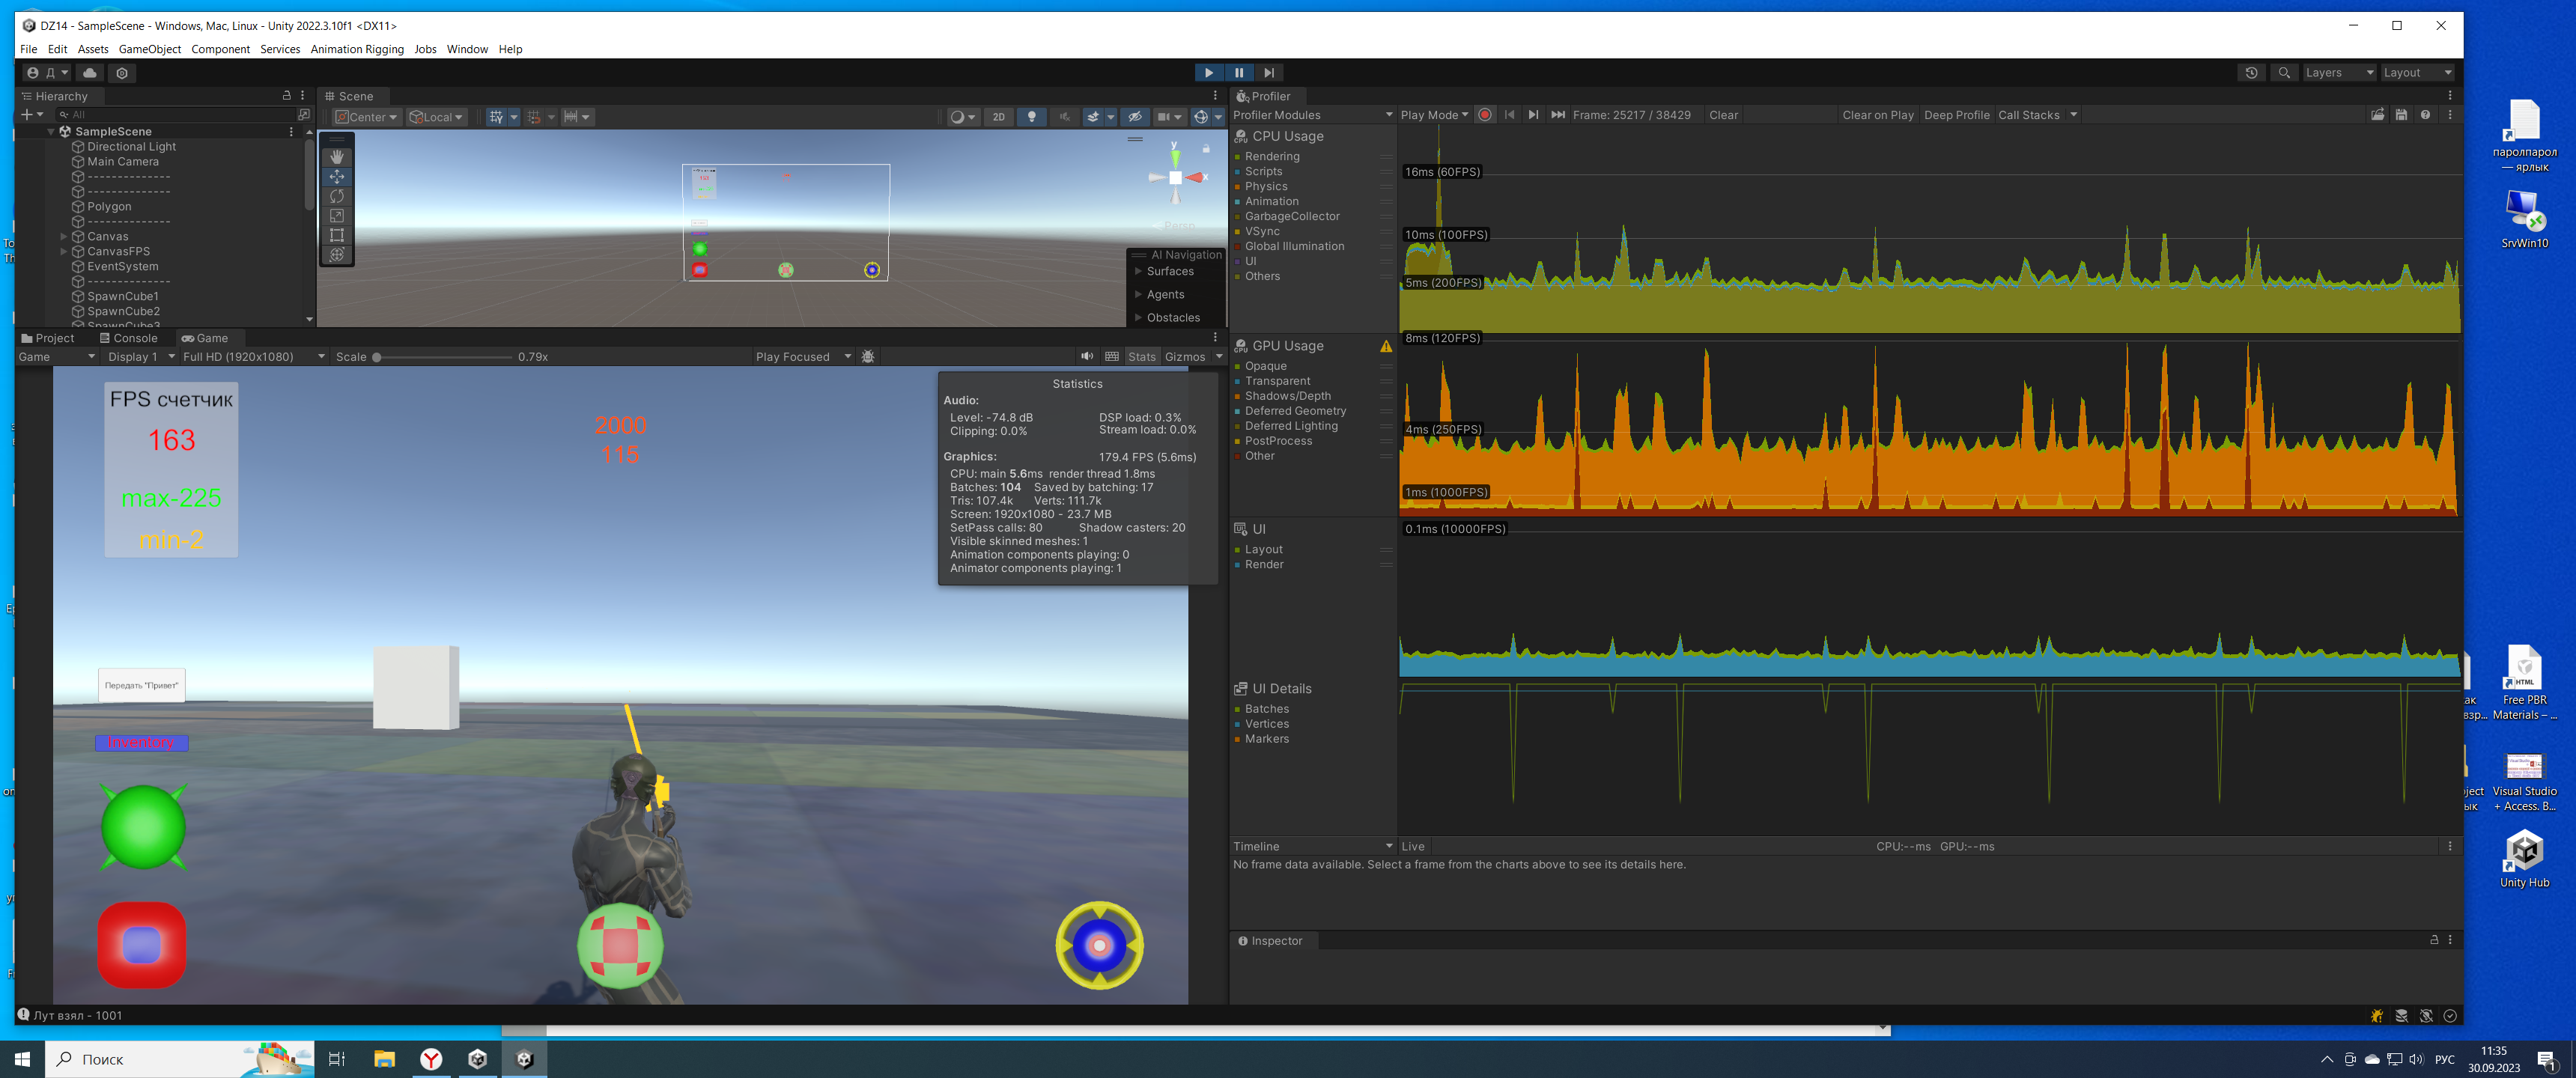 DZ14 - SampleScene - Windows, Mac, Linux - Unity 2022.3.10f1 <DX11>
File Edit Assets GameObject Component Services Animation Rigging Jobs Window Help
Д
Layers Layout
Hierarchy
All
SampleScene
Directional Light
Main Camera
--------------
--------------
Polygon
--------------
Canvas
CanvasFPS
EventSystem
--------------
SpawnCube1
SpawnCube2
SpawnCube3
Scene
Center Local 2D
y
x
Persp
AI Navigation
Surfaces
Agents
Obstacles
Project Console Game
Game Display 1 Full HD (1920x1080) Scale 0.79x Play Focused Stats Gizmos
FPS счетчик
163
max-225
min-2
2000
115
Передать "Привет"
Inventory
Statistics
Audio:
Level: -74.8 dB DSP load: 0.3%
Clipping: 0.0% Stream load: 0.0%
Graphics: 179.4 FPS (5.6ms)
CPU: main 5.6ms render thread 1.8ms
Batches: 104 Saved by batching: 17
Tris: 107.4k Verts: 111.7k
Screen: 1920x1080 - 23.7 MB
SetPass calls: 80 Shadow casters: 20
Visible skinned meshes: 1
Animation components playing: 0
Animator components playing: 1
Profiler
Profiler Modules Play Mode Frame: 25217 / 38429 Clear Clear on Play Deep Profile Call Stacks
CPU Usage
Rendering
Scripts
Physics
Animation
GarbageCollector
VSync
Global Illumination
UI
Others
16ms (60FPS)
10ms (100FPS)
5ms (200FPS)
GPU Usage
Opaque
Transparent
Shadows/Depth
Deferred Geometry
Deferred Lighting
PostProcess
Other
8ms (120FPS)
4ms (250FPS)
1ms (1000FPS)
UI
Layout
Render
0.1ms (10000FPS)
UI Details
Batches
Vertices
Markers
Timeline Live CPU:--ms GPU:--ms
No frame data available. Select a frame from the charts above to see its details here.
Inspector
Лут взял - 1001
паролпарол
— ярлык
SrvWin10
HTML
Free PBR
Materials – ...
Visual Studio
+ Access. B...
Unity Hub
Поиск
РУС
11:35
30.09.2023
1